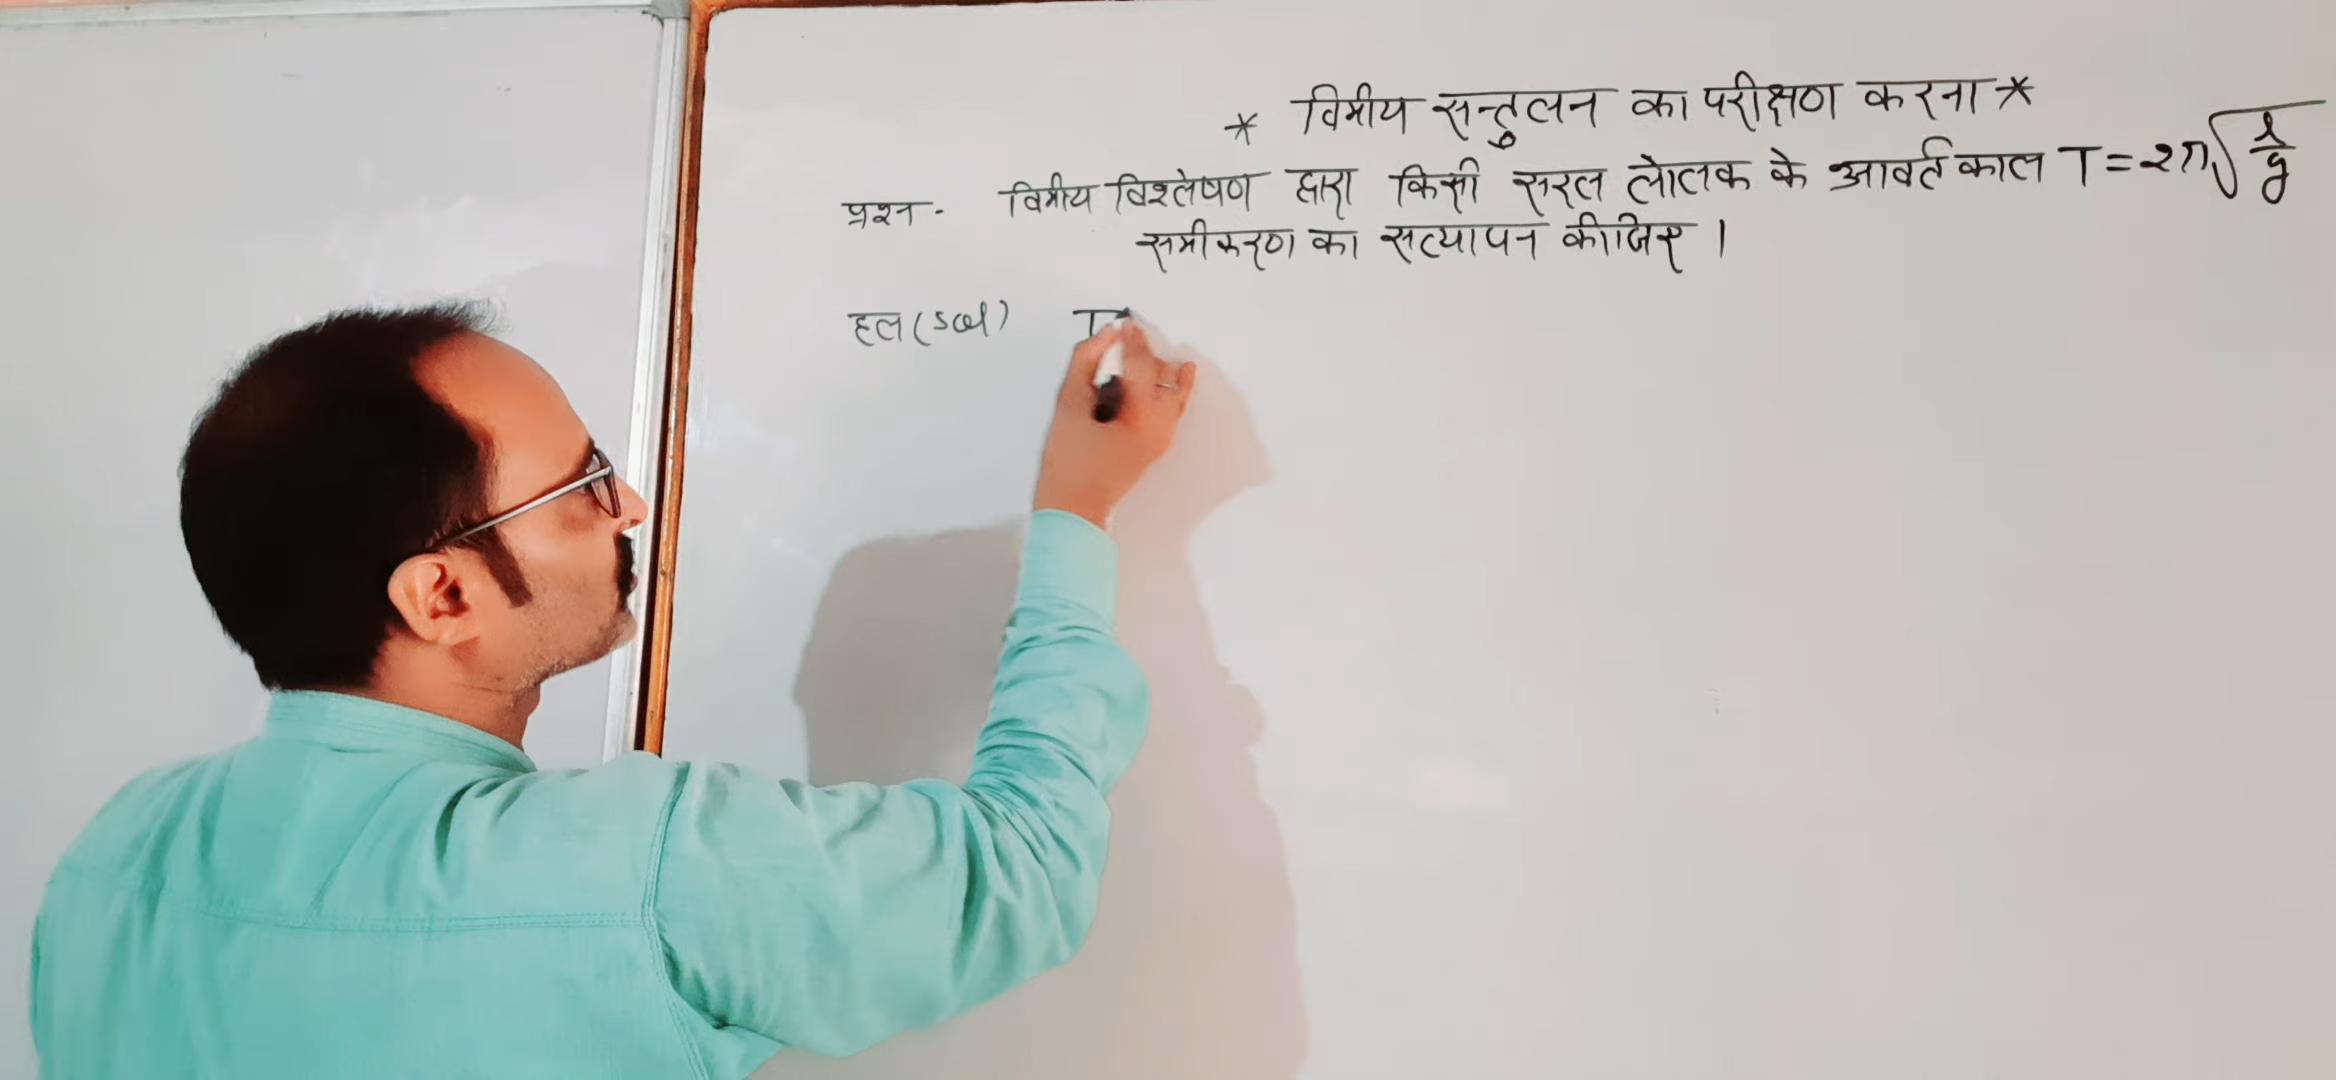 * विमीय सन्तुलन का परीक्षण करना *
प्रश्न - विमीय विश्लेषण द्वारा किसी सरल लोलक के आवर्तकाल T = 2π√(l/g)
समीकरण का सत्यापन कीजिए ।
हल (sol) T